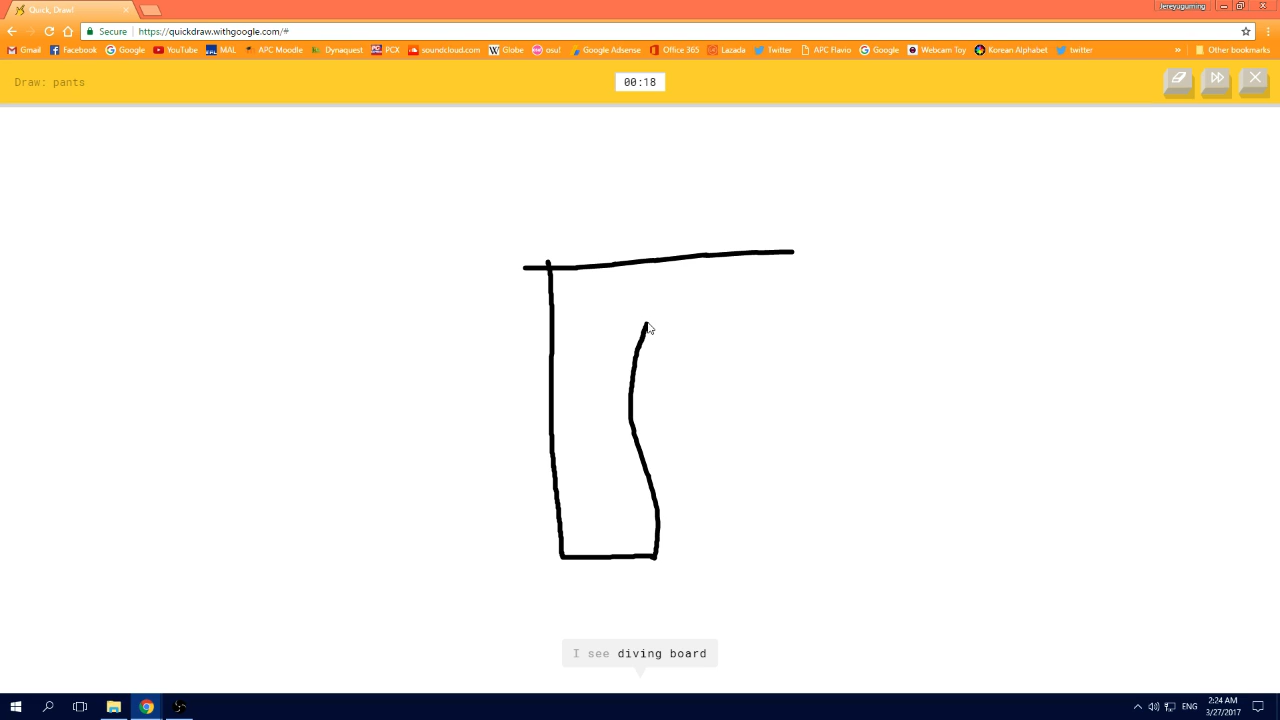 Quick, Draw!
Jereyuguming
Secure https://quickdraw.withgoogle.com/#
Gmail Facebook Google YouTube MAL APC Moodle Dynaquest PCX soundcloud.com Globe osu! Google Adsense Office 365 Lazada Twitter APC Flavio Google Webcam Toy Korean Alphabet twitter » Other bookmarks
Draw: pants
00:18
I see diving board
ENG
2:24 AM
3/27/2017